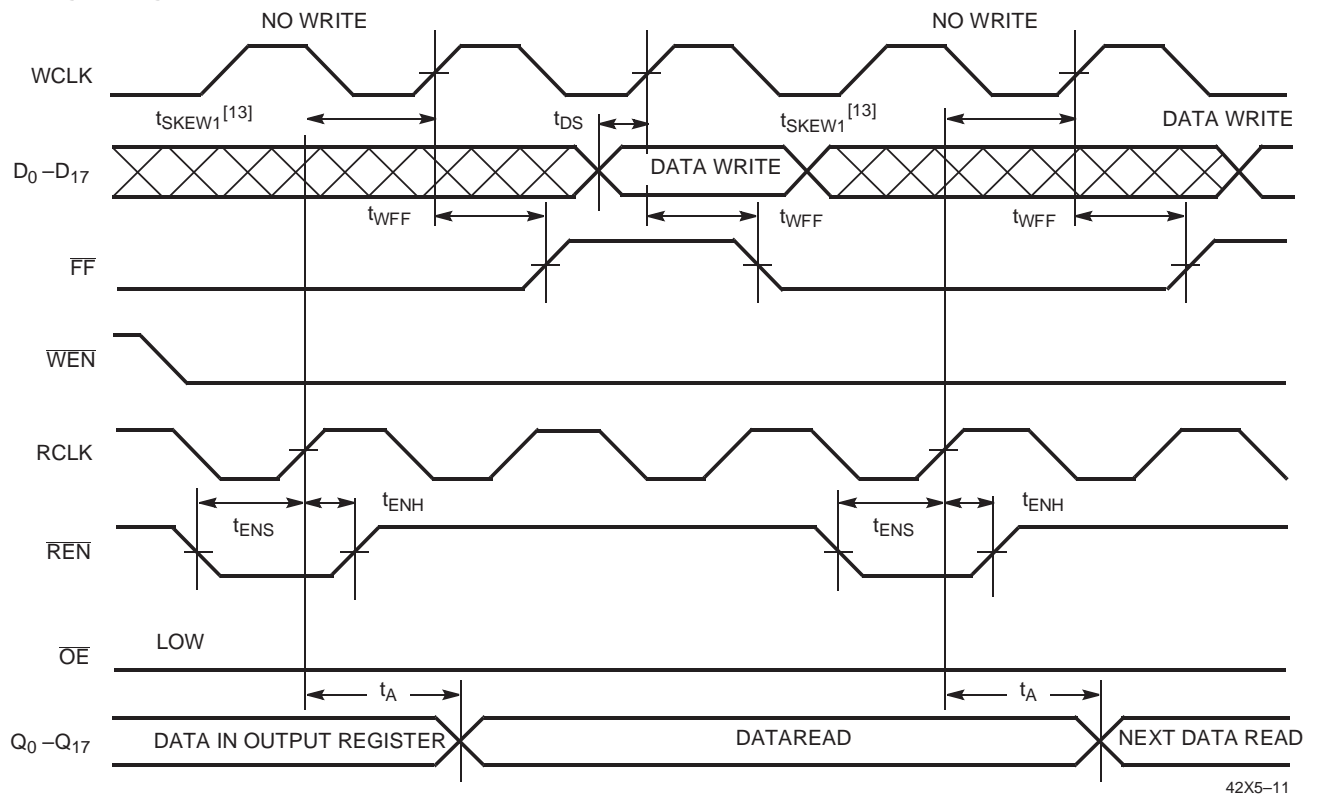 NO WRITE NO WRITE
WCLK
tSKEW1[13] tDS tSKEW1[13] DATA WRITE
D0–D17 DATA WRITE
tWFF tWFF tWFF
FF
WEN
RCLK
tENH tENH
tENS tENS
REN
LOW
OE
tA tA
Q0–Q17 DATA IN OUTPUT REGISTER DATAREAD NEXT DATA READ
42X5–11